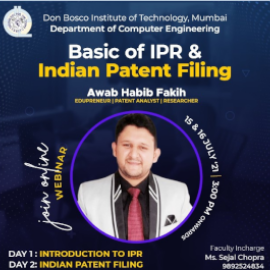 Don Bosco Institute of Technology, Mumbai
Department of Computer Engineering
Basic of IPR &
Indian Patent Filing
Awab Habib Fakih
EDUPRENEUR | PATENT ANALYST | RESEARCHER
join online
WEBINAR
15 & 16 JULY '21 | 3:00 PM ONWARDS
DAY 1 : INTRODUCTION TO IPR
DAY 2: INDIAN PATENT FILING
Faculty Incharge
Ms. Sejal Chopra
9892524834